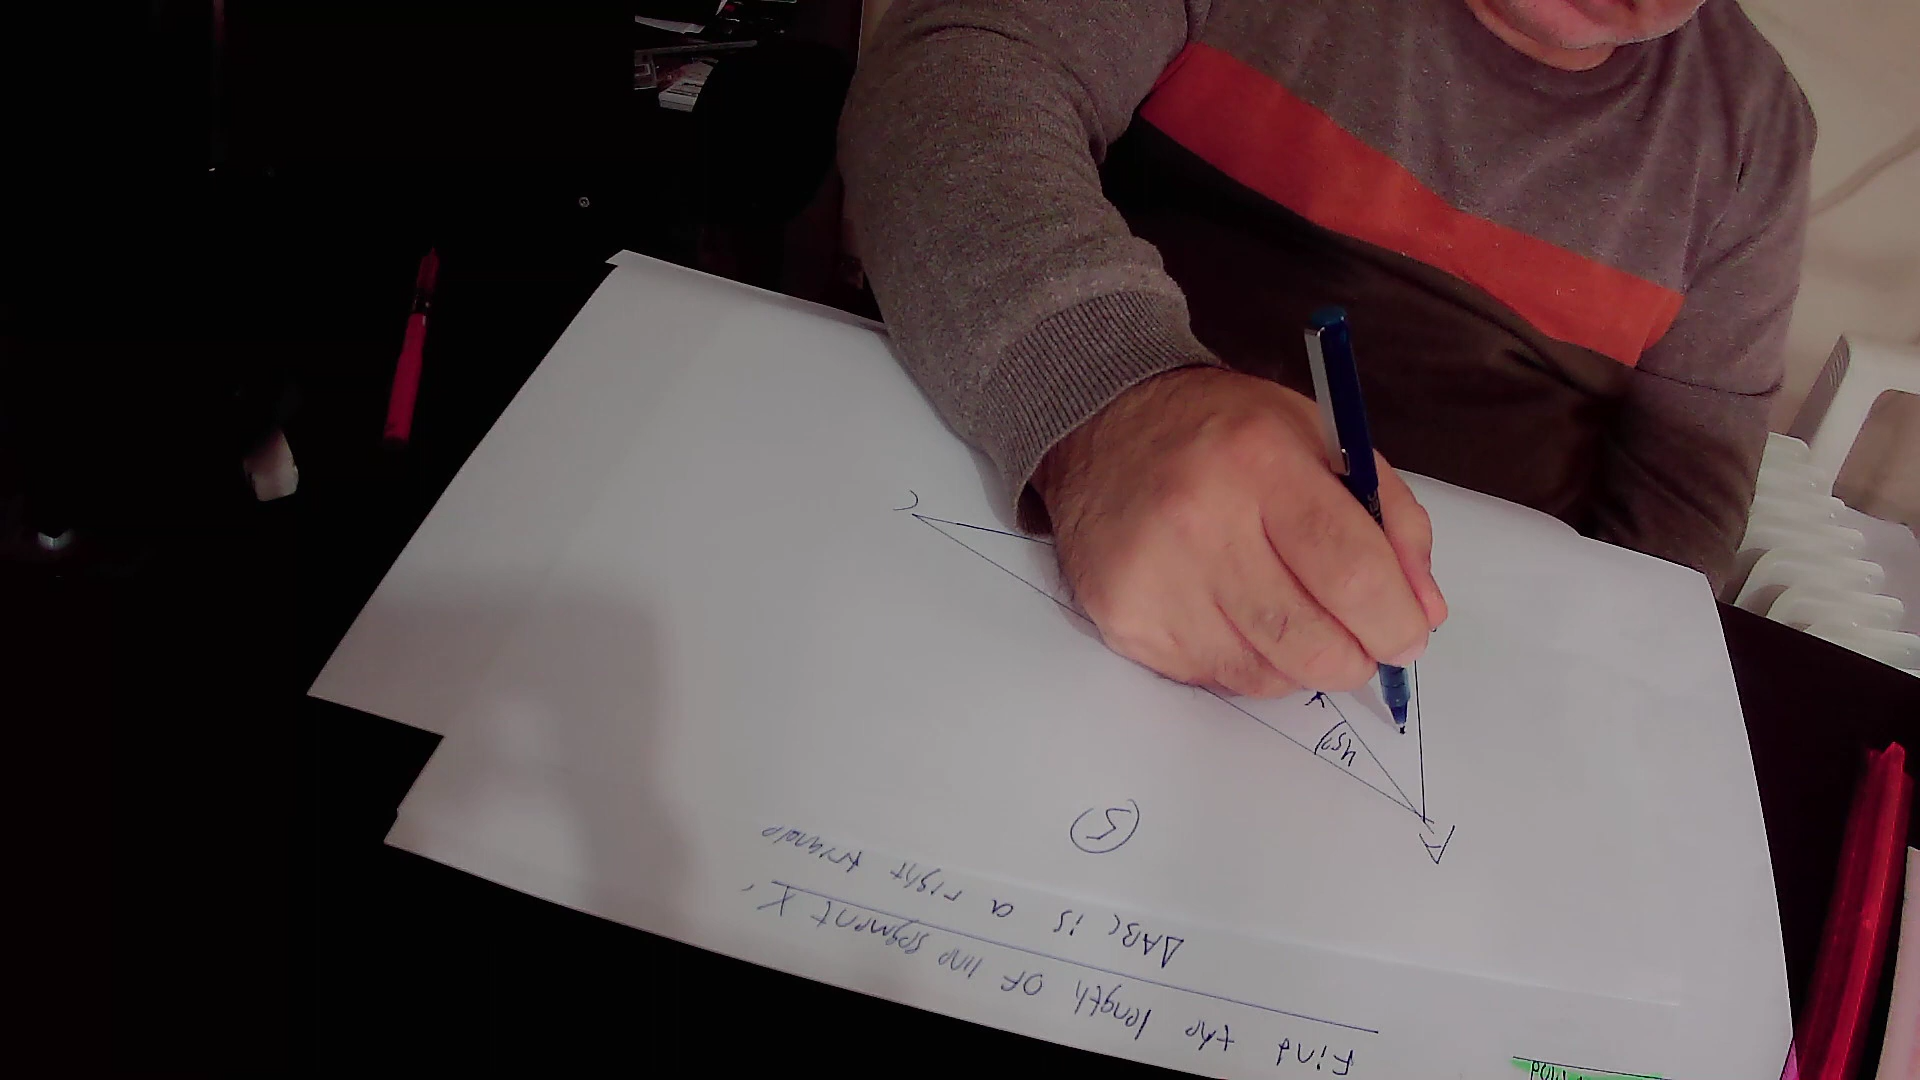 Find the length of line segment X,
ΔABC is a right triangle
5
A
45°
x
C